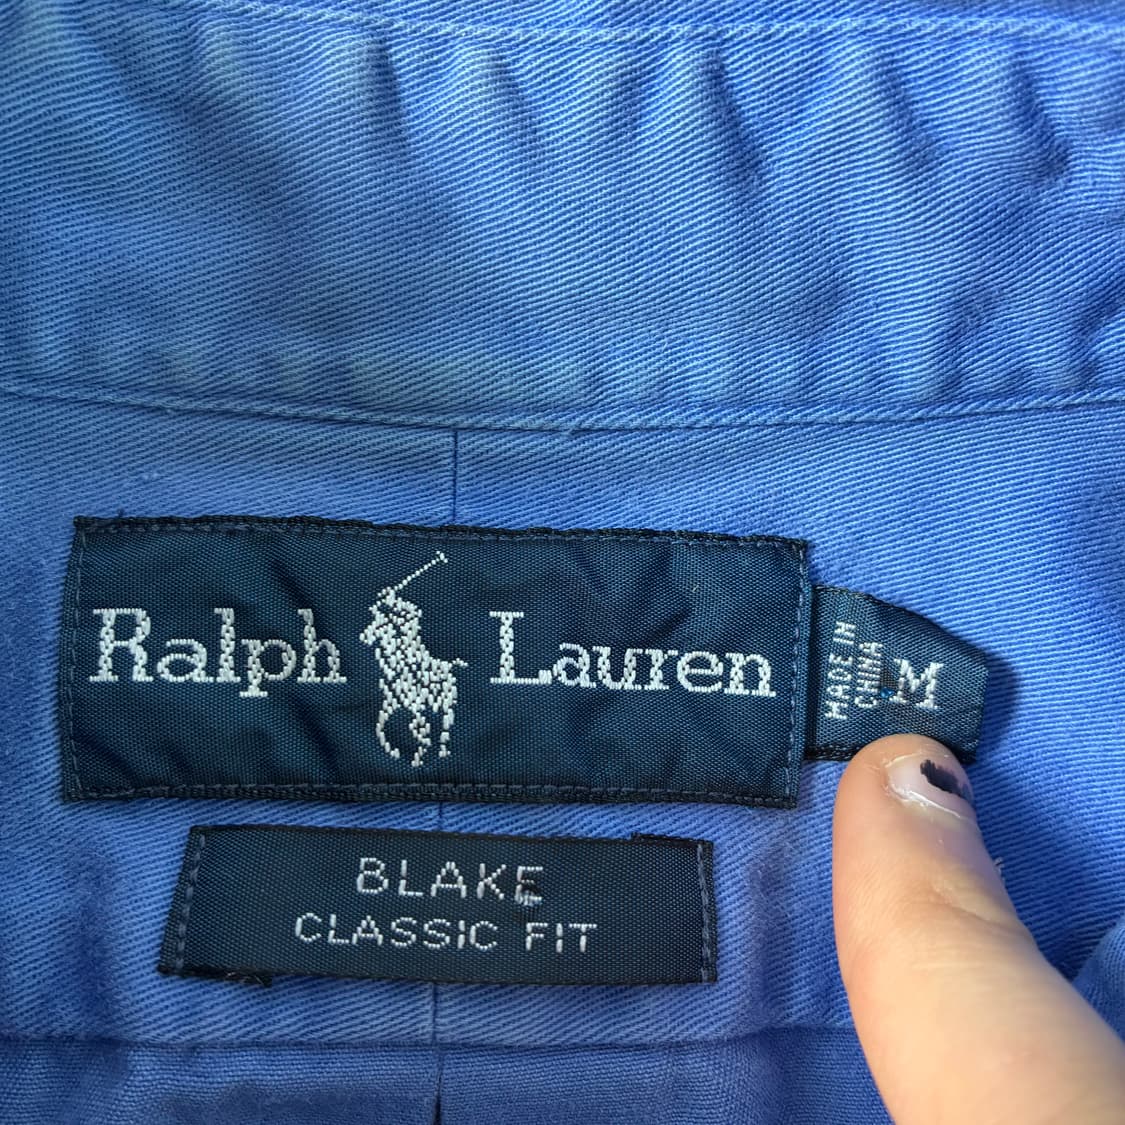 Ralph Lauren
MADE IN
CHINA
M
BLAKE
CLASSIC FIT